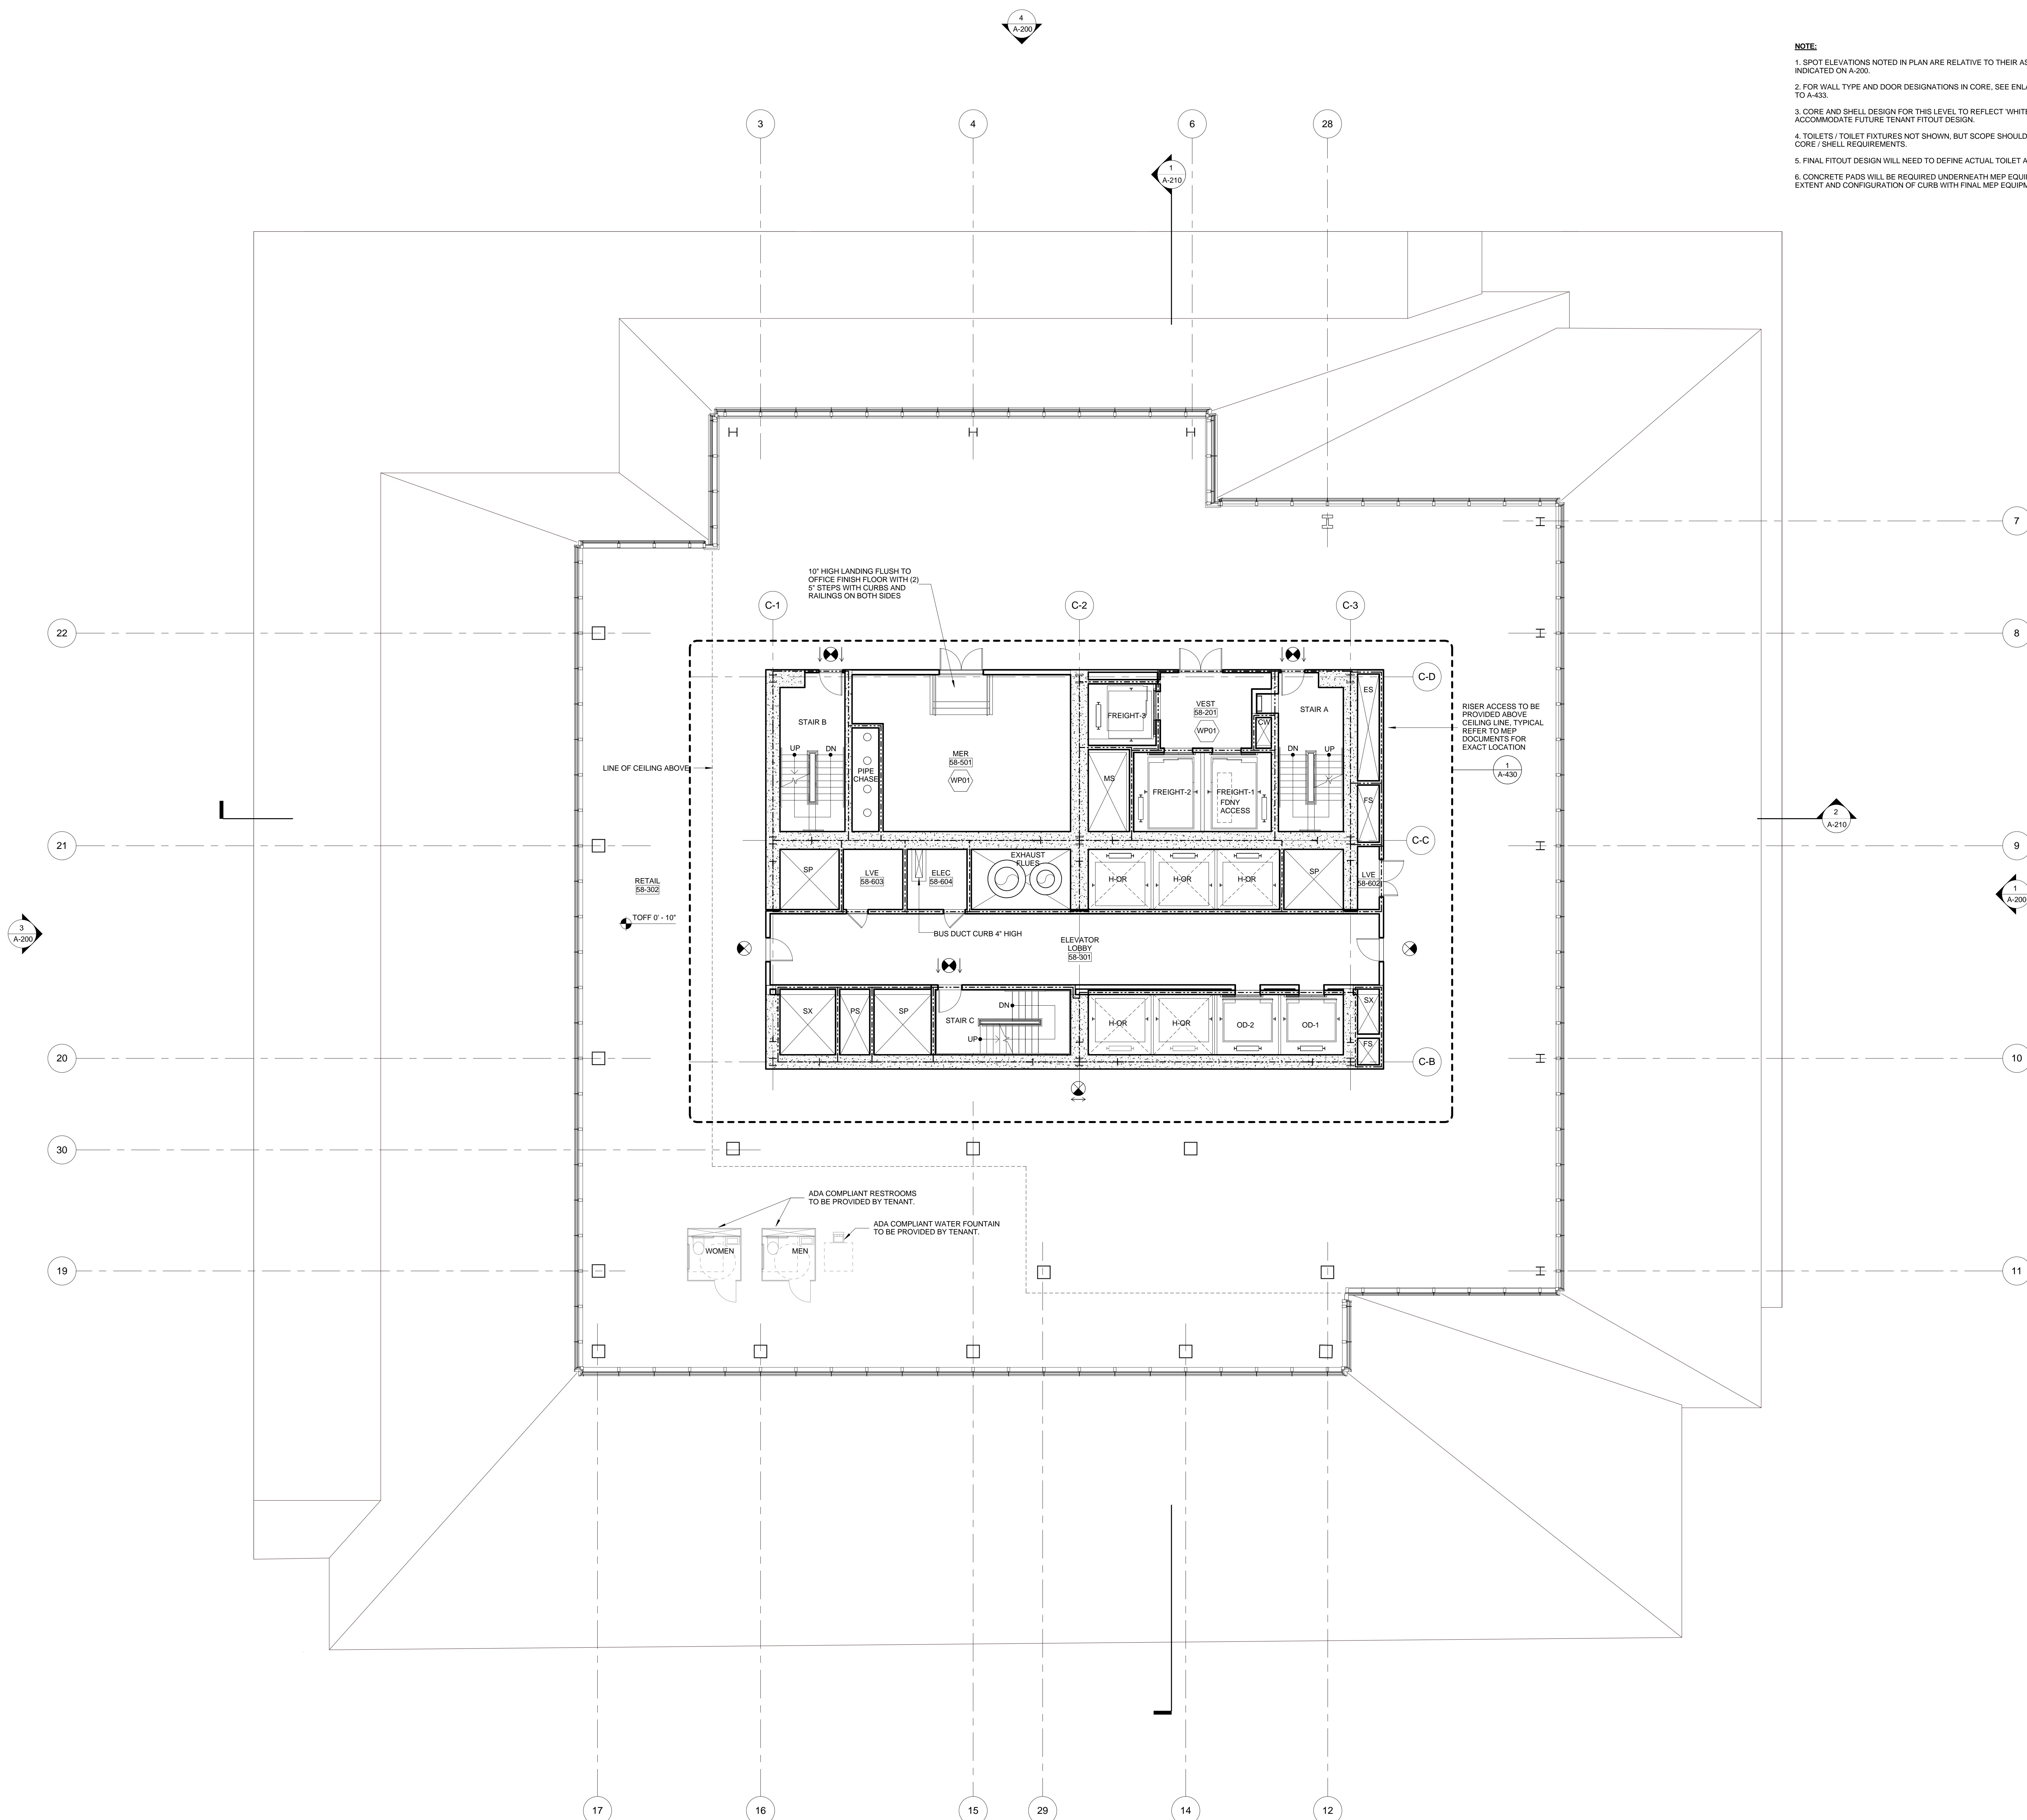 4
A-200
NOTE:
1. SPOT ELEVATIONS NOTED IN PLAN ARE RELATIVE TO THEIR
INDICATED ON A-200.
2. FOR WALL TYPE AND DOOR DESIGNATIONS IN CORE, SEE
TO A-433.
3. CORE AND SHELL DESIGN FOR THIS LEVEL TO REFLECT
ACCOMMODATE FUTURE TENANT FITOUT DESIGN.
4. TOILETS / TOILET FIXTURES NOT SHOWN, BUT SCOPE SHOULD
CORE / SHELL REQUIREMENTS.
5. FINAL FITOUT DESIGN WILL NEED TO DEFINE ACTUAL TOILET
6. CONCRETE PADS WILL BE REQUIRED UNDERNEATH MEP
EXTENT AND CONFIGURATION OF CURB WITH FINAL MEP
3
4
6
28
1
A-210
7
10" HIGH LANDING FLUSH TO
OFFICE FINISH FLOOR WITH (2)
5" STEPS WITH CURBS AND
RAILINGS ON BOTH SIDES
C-1
C-2
C-3
22
8
C-D
STAIR B
UP
DN
PIPE
CHASE
MER
58-501
WP01
FREIGHT-3
VEST
58-201
WP01
CW
STAIR A
DN
UP
ES
RISER ACCESS TO BE
PROVIDED ABOVE
CEILING LINE, TYPICAL
REFER TO MEP
DOCUMENTS FOR
EXACT LOCATION
LINE OF CEILING ABOVE
1
A-430
MS
FREIGHT-2
FREIGHT-1
FDNY
ACCESS
FS
2
A-210
21
C-C
9
SP
LVE
58-603
ELEC
58-604
EXHAUST
FLUES
H-OR
H-OR
H-OR
SP
LVE
58-602
RETAIL
58-302
TOFF 0' - 10"
1
A-200
3
A-200
BUS DUCT CURB 4" HIGH
ELEVATOR
LOBBY
58-301
SX
PS
SP
STAIR C
DN
UP
H-OR
H-OR
OD-2
OD-1
SX
FS
20
C-B
10
30
ADA COMPLIANT RESTROOMS
TO BE PROVIDED BY TENANT.
ADA COMPLIANT WATER FOUNTAIN
TO BE PROVIDED BY TENANT.
WOMEN
MEN
19
11
17
16
15
29
14
12